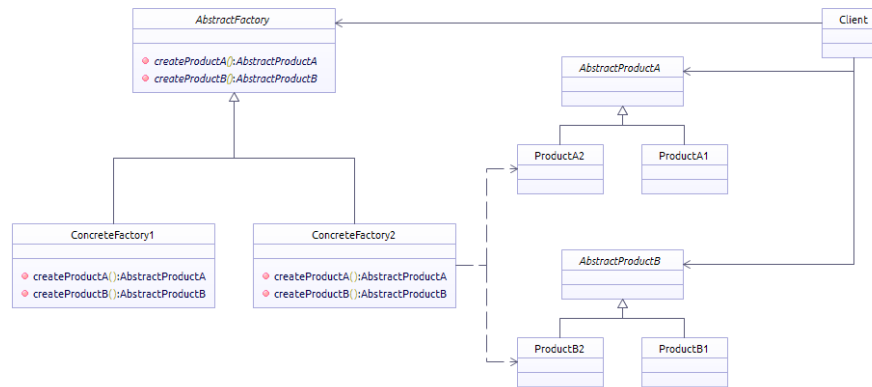 AbstractFactory
Client
createProductA():AbstractProductA
createProductB():AbstractProductB
AbstractProductA
ProductA2
ProductA1
ConcreteFactory1
ConcreteFactory2
createProductA():AbstractProductA
createProductB():AbstractProductB
createProductA():AbstractProductA
createProductB():AbstractProductB
AbstractProductB
ProductB2
ProductB1